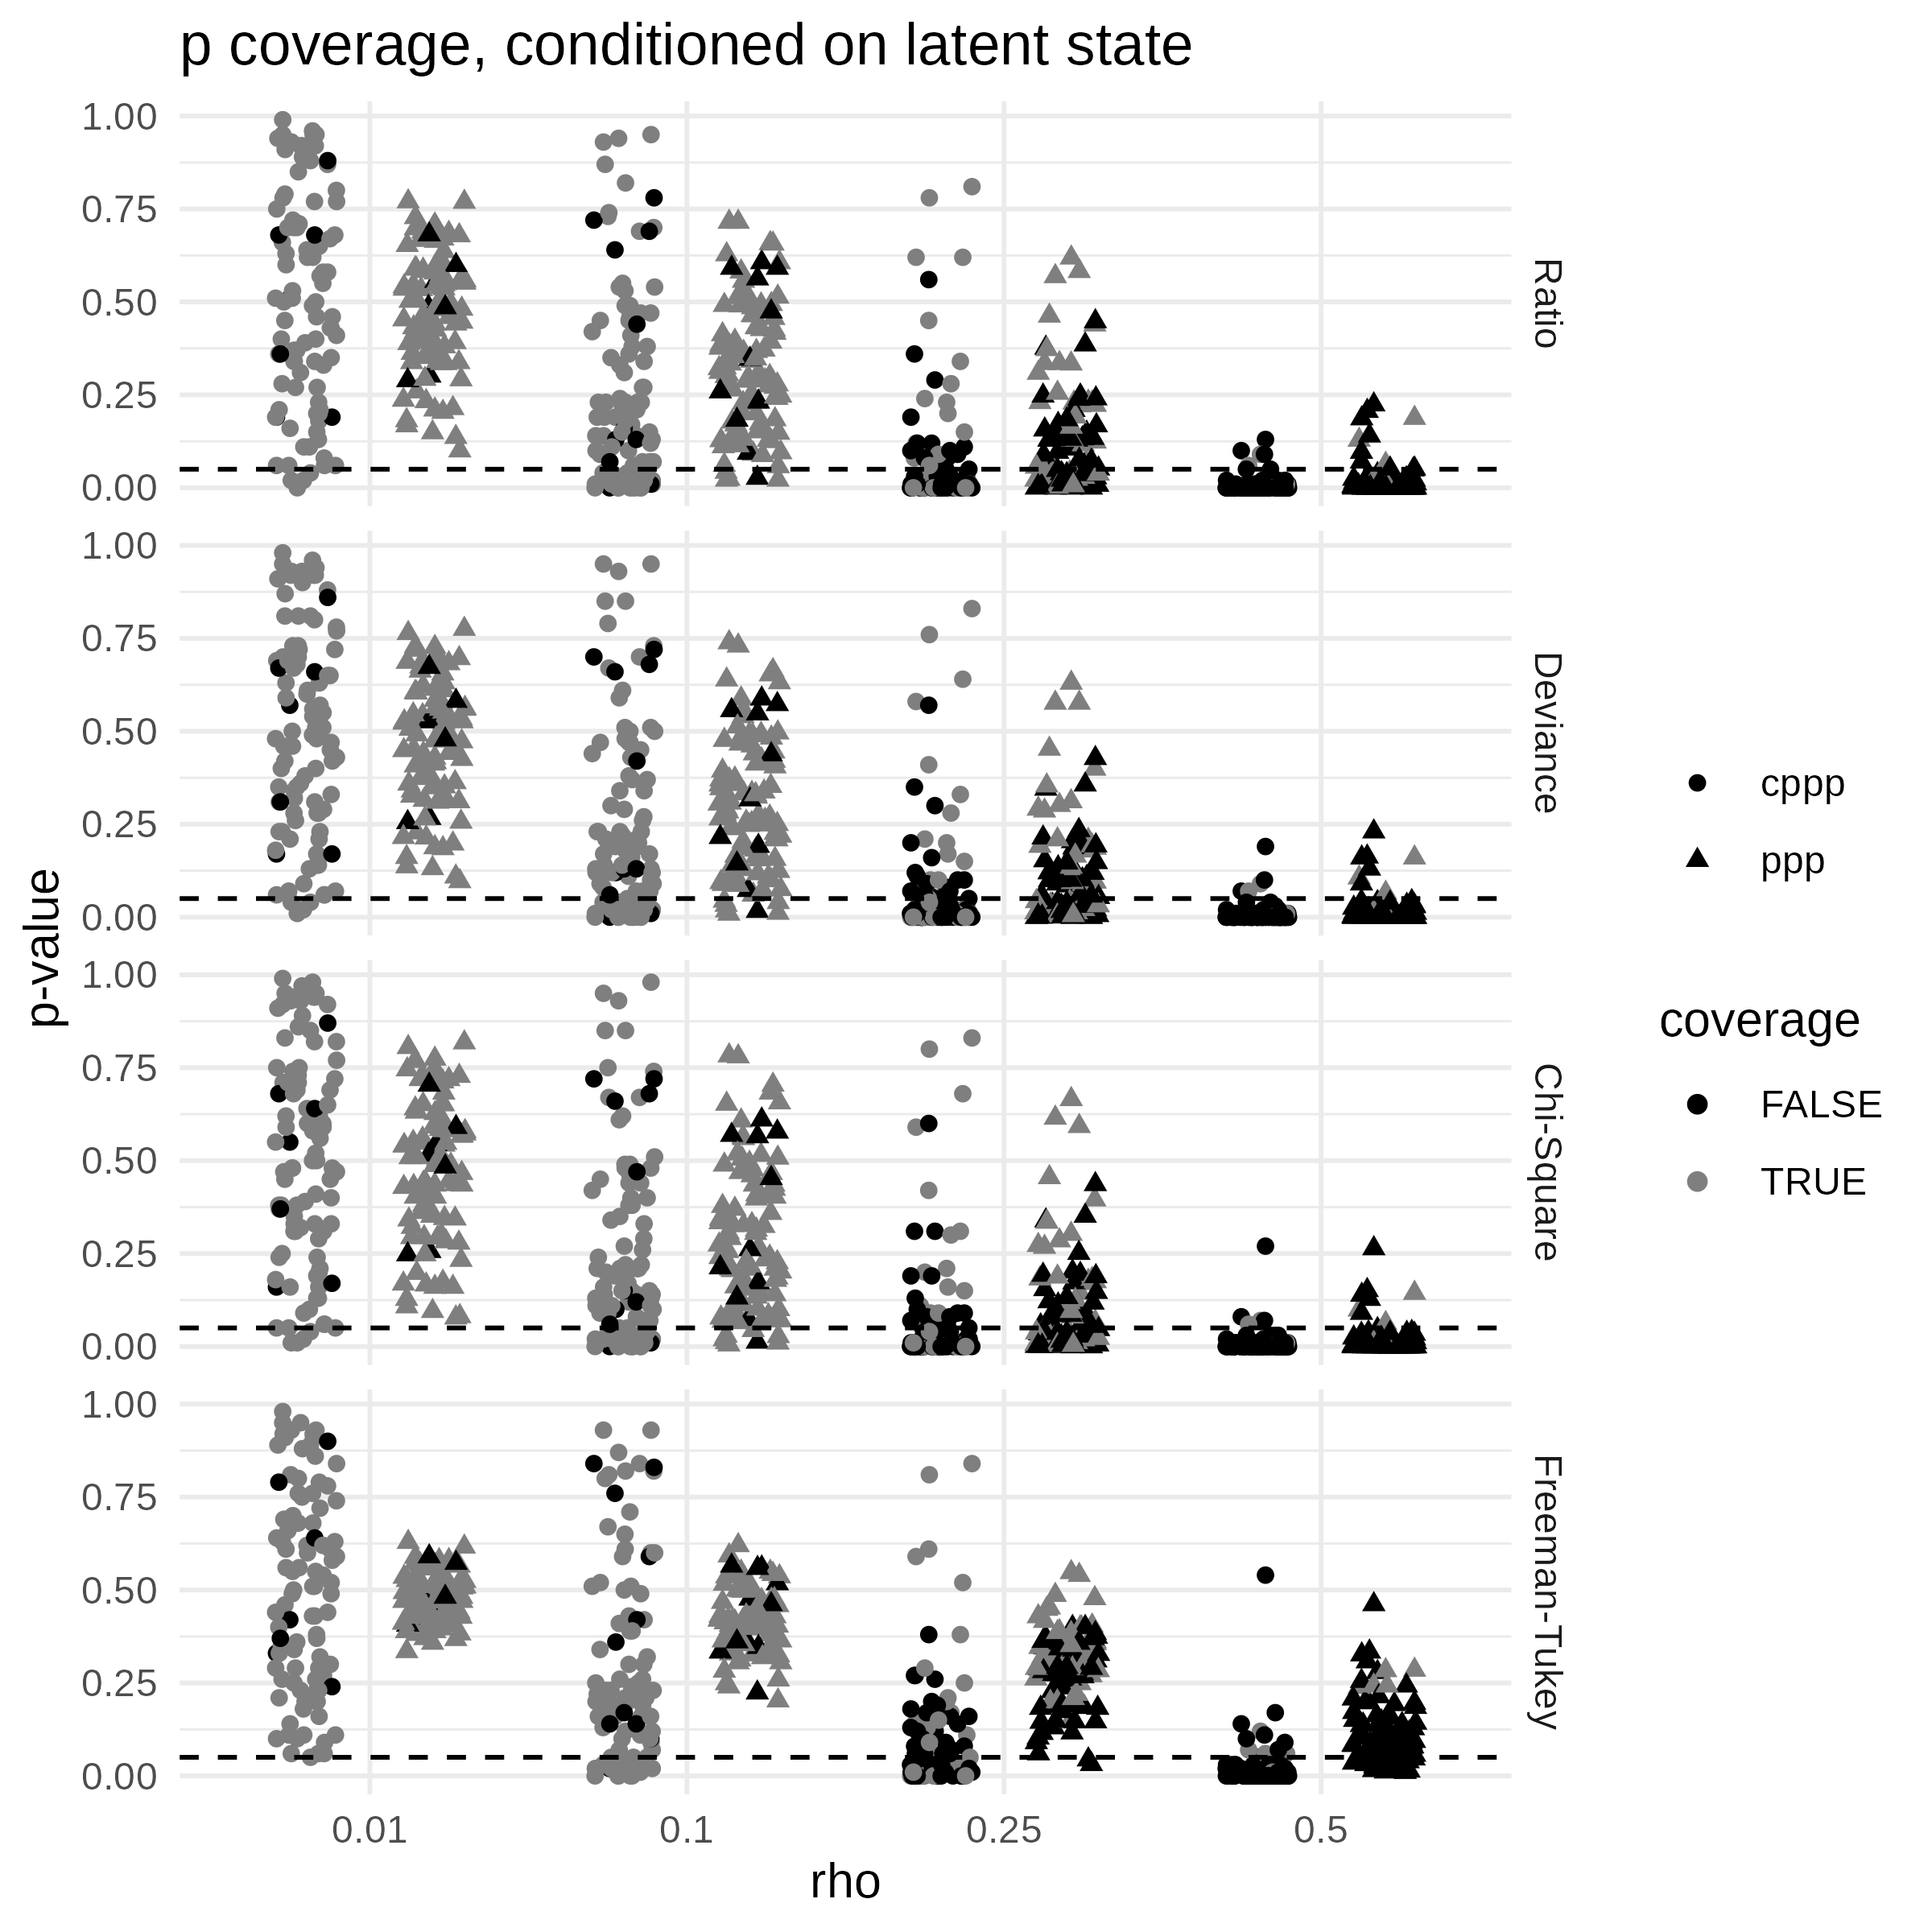 p coverage, conditioned on latent state
1.00
0.75
0.50
0.25
0.00
Ratio
1.00
0.75
0.50
0.25
0.00
Deviance
1.00
0.75
0.50
0.25
0.00
Chi-Square
1.00
0.75
0.50
0.25
0.00
Freeman-Tukey
p-value
0.01
0.1
0.25
0.5
rho
cppp
ppp
coverage
FALSE
TRUE